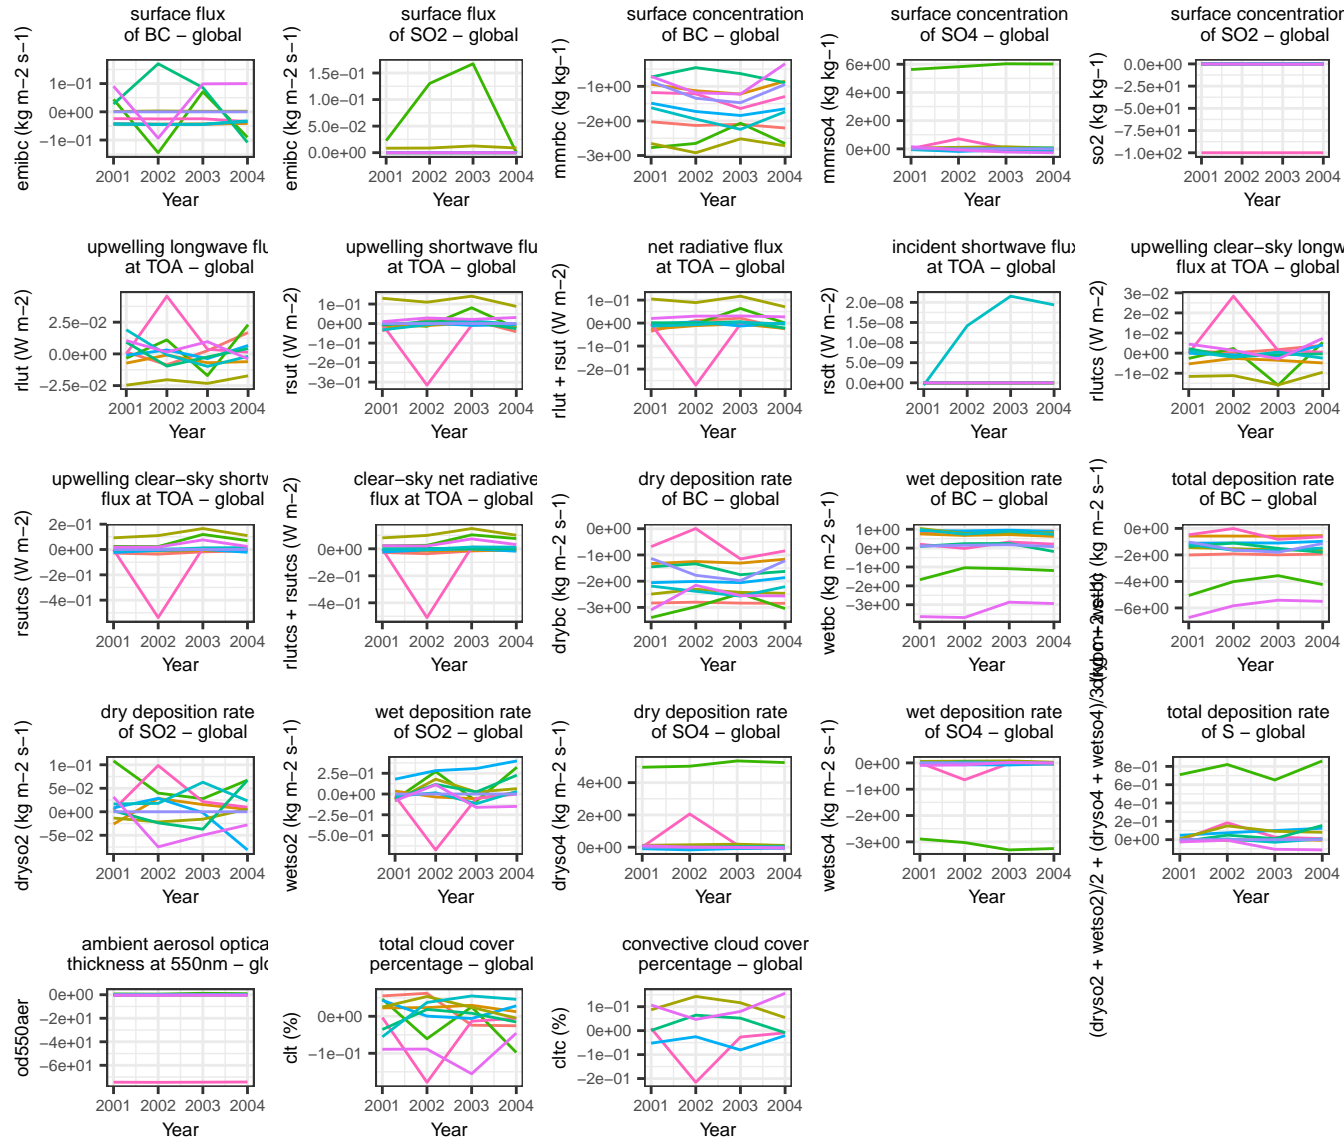 surface flux
of BC − global
emibc (kg m−2 s−1)
1e−01
0e+00
−1e−01
2001 2002 2003 2004
Year
surface flux
of SO2 − global
emibc (kg m−2 s−1)
1.5e−01
1.0e−01
5.0e−02
0.0e+00
2001 2002 2003 2004
Year
surface concentration
of BC − global
mmrbc (kg kg−1)
−1e+00
−2e+00
−3e+00
2001 2002 2003 2004
Year
surface concentration
of SO4 − global
mmrso4 (kg kg−1)
6e+00
4e+00
2e+00
0e+00
2001 2002 2003 2004
Year
surface concentration
of SO2 − global
so2 (kg kg−1)
0.0e+00
−2.5e+01
−5.0e+01
−7.5e+01
−1.0e+02
2001 2002 2003 2004
Year
upwelling longwave flu
at TOA − global
rlut (W m−2)
2.5e−02
0.0e+00
−2.5e−02
2001 2002 2003 2004
Year
upwelling shortwave flu
at TOA − global
rsut (W m−2)
1e−01
0e+00
−1e−01
−2e−01
−3e−01
2001 2002 2003 2004
Year
net radiative flux
at TOA − global
rlut + rsut (W m−2)
1e−01
0e+00
−1e−01
−2e−01
2001 2002 2003 2004
Year
incident shortwave flux
at TOA − global
rsdt (W m−2)
2.0e−08
1.5e−08
1.0e−08
5.0e−09
0.0e+00
2001 2002 2003 2004
Year
upwelling clear−sky longw
flux at TOA − global
rlutcs (W m−2)
3e−02
2e−02
1e−02
0e+00
−1e−02
2001 2002 2003 2004
Year
upwelling clear−sky shortw
flux at TOA − global
rsutcs (W m−2)
2e−01
0e+00
−2e−01
−4e−01
2001 2002 2003 2004
Year
clear−sky net radiative
flux at TOA − global
rlutcs + rsutcs (W m−2)
0e+00
−2e−01
−4e−01
2001 2002 2003 2004
Year
dry deposition rate
of BC − global
drybc (kg m−2 s−1)
0e+00
−1e+00
−2e+00
−3e+00
2001 2002 2003 2004
Year
wet deposition rate
of BC − global
wetbc (kg m−2 s−1)
1e+00
0e+00
−1e+00
−2e+00
−3e+00
2001 2002 2003 2004
Year
total deposition rate
of BC − global
(kg m−2 s−1)
0e+00
−2e+00
−4e+00
−6e+00
2001 2002 2003 2004
Year
dry deposition rate
of SO2 − global
dryso2 (kg m−2 s−1)
1e−01
5e−02
0e+00
−5e−02
2001 2002 2003 2004
Year
wet deposition rate
of SO2 − global
wetso2 (kg m−2 s−1)
2.5e−01
0.0e+00
−2.5e−01
−5.0e−01
2001 2002 2003 2004
Year
dry deposition rate
of SO4 − global
dryso4 (kg m−2 s−1)
4e+00
2e+00
0e+00
2001 2002 2003 2004
Year
wet deposition rate
of SO4 − global
wetso4 (kg m−2 s−1)
0e+00
−1e+00
−2e+00
−3e+00
2001 2002 2003 2004
Year
total deposition rate
of S − global
(dryso2 + wetso2)/2 + (dryso4 + wetso4)/3
8e−01
6e−01
4e−01
2e−01
0e+00
2001 2002 2003 2004
Year
ambient aerosol optica
thickness at 550nm − glo
od550aer
0e+00
−2e+01
−4e+01
−6e+01
2001 2002 2003 2004
Year
total cloud cover
percentage − global
clt (%)
0e+00
−1e−01
2001 2002 2003 2004
Year
convective cloud cover
percentage − global
cltc (%)
1e−01
0e+00
−1e−01
−2e−01
2001 2002 2003 2004
Year